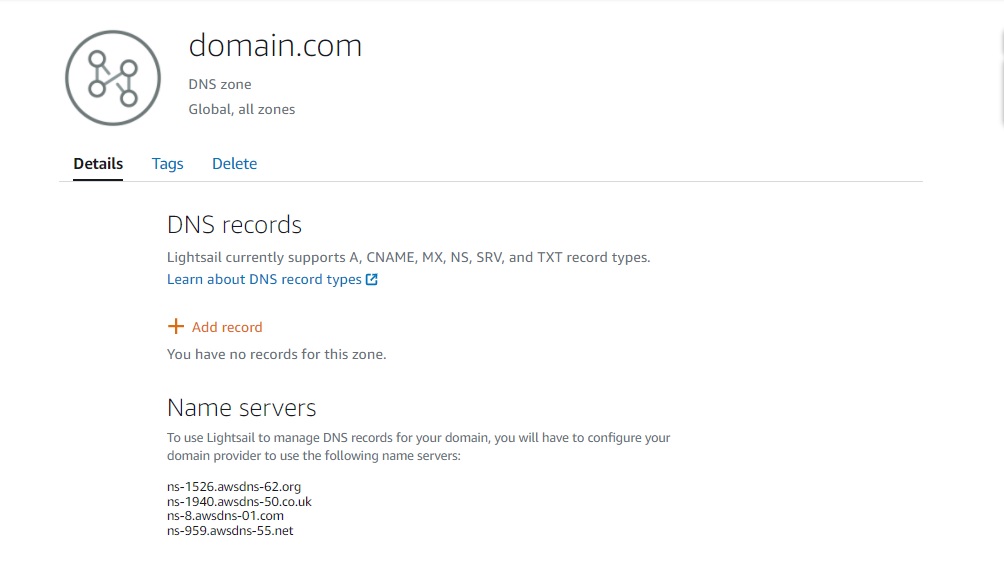 domain.com
DNS zone
Global, all zones
Details Tags Delete
DNS records
Lightsail currently supports A, CNAME, MX, NS, SRV, and TXT record types.
Learn about DNS record types
Add record
You have no records for this zone.
Name servers
To use Lightsail to manage DNS records for your domain, you will have to configure your
domain provider to use the following name servers:
ns-1526.awsdns-62.org
ns-1940.awsdns-50.co.uk
ns-8.awsdns-01.com
ns-959.awsdns-55.net